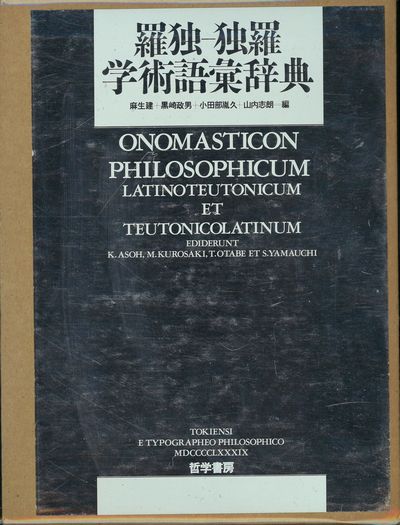 羅独–独羅
学術語彙辞典
麻生建+黒崎政男+小田部胤久+山内志朗―編
ONOMASTICON
PHILOSOPHICUM
LATINOTEUTONICUM
ET
TEUTONICOLATINUM
EDIDERUNT
K. ASOH, M. KUROSAKI, T. OTABE ET S. YAMAUCHI
TOKIENSI
E TYPOGRAPHEO PHILOSOPHICO
MDCCCCLXXXIX
哲学書房